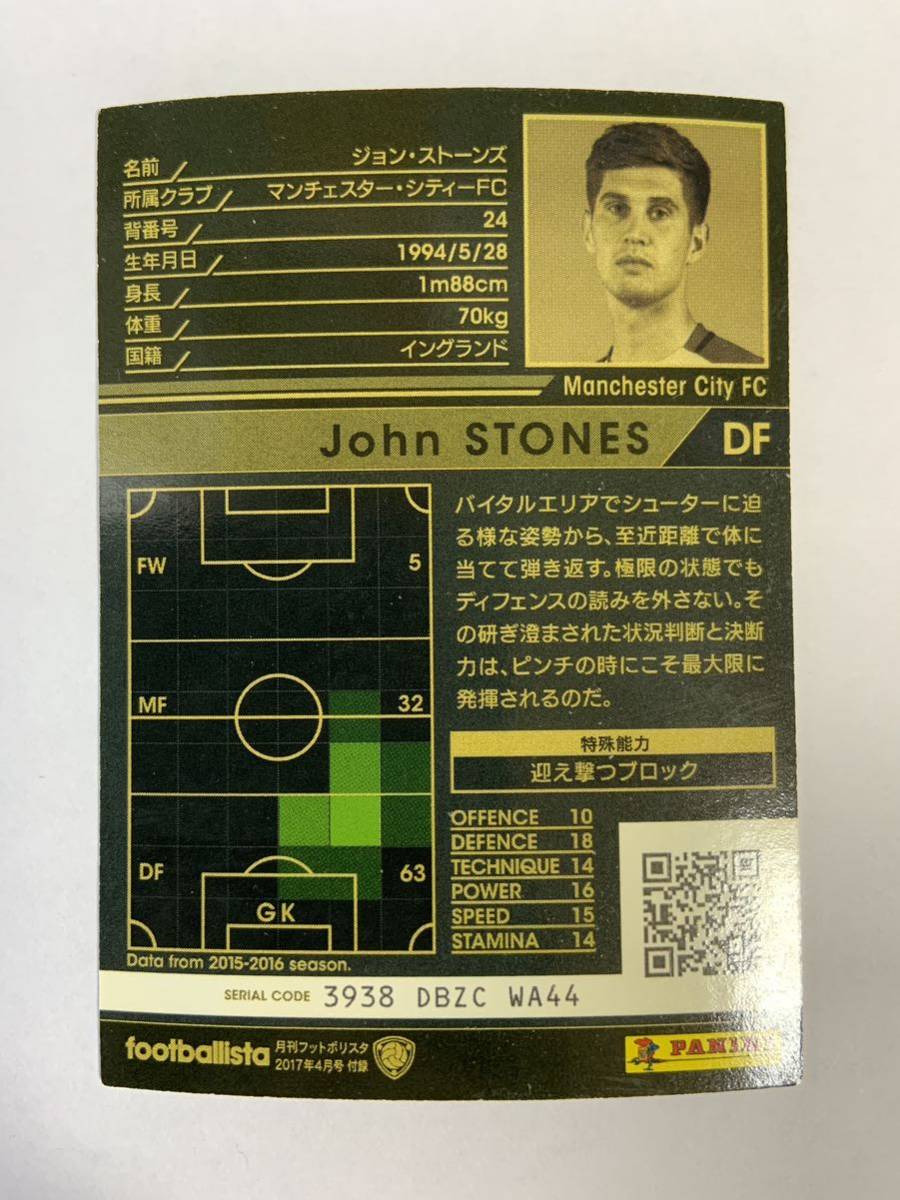 名前 ジョン・ストーンズ
所属クラブ マンチェスター・シティーFC
背番号 24
生年月日 1994/5/28
身長 1m88cm
体重 70kg
国籍 イングランド
Manchester City FC
John STONES DF
FW 5
MF 32
DF 63
GK
Data from 2015-2016 season.
バイタルエリアでシューターに迫
る様な姿勢から、至近距離で体に
当てて弾き返す。極限の状態でも
ディフェンスの読みを外さない。そ
の研ぎ澄まされた状況判断と決断
力は、ピンチの時にこそ最大限に
発揮されるのだ。
特殊能力
迎え撃つブロック
OFFENCE 10
DEFENCE 18
TECHNIQUE 14
POWER 16
SPEED 15
STAMINA 14
SERIAL CODE 3938 DBZC WA44
footballista 月刊フットボリスタ
2017年4月号 付録
PANINI